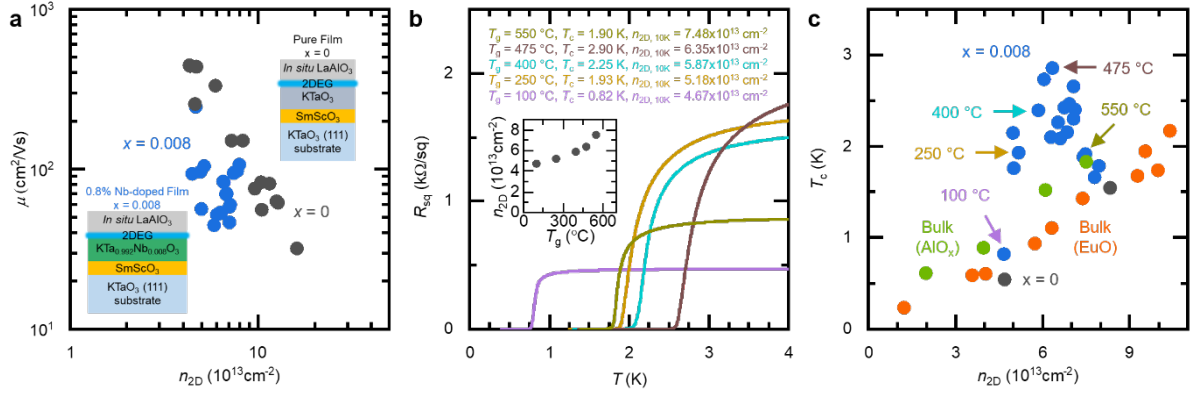 a
μ (cm²/Vs)
10³
10²
10¹
1
10
n₂D (10¹³cm⁻²)
Pure Film
x = 0
In situ LaAlO₃
2DEG
KTaO₃
SmScO₃
KTaO₃ (111)
substrate
x = 0.008
x = 0
0.8% Nb-doped Film
x = 0.008
In situ LaAlO₃
2DEG
KTa₀.₉₉₂Nb₀.₀₀₈O₃
SmScO₃
KTaO₃ (111)
substrate
b
Rsq (kΩ/sq)
2
1
0
0
1
2
3
4
T (K)
Tg = 550 °C, Tc = 1.90 K, n₂D, 10K = 7.48x10¹³ cm⁻²
Tg = 475 °C, Tc = 2.90 K, n₂D, 10K = 6.35x10¹³ cm⁻²
Tg = 400 °C, Tc = 2.25 K, n₂D, 10K = 5.87x10¹³ cm⁻²
Tg = 250 °C, Tc = 1.93 K, n₂D, 10K = 5.18x10¹³ cm⁻²
Tg = 100 °C, Tc = 0.82 K, n₂D, 10K = 4.67x10¹³ cm⁻²
n₂D (10¹³cm⁻²)
8
6
4
2
0
0
300
600
Tg (°C)
c
Tc (K)
3
2
1
0
0
3
6
9
n₂D (10¹³cm⁻²)
x = 0.008
475 °C
400 °C
550 °C
250 °C
100 °C
Bulk
(AlOₓ)
Bulk
(EuO)
x = 0